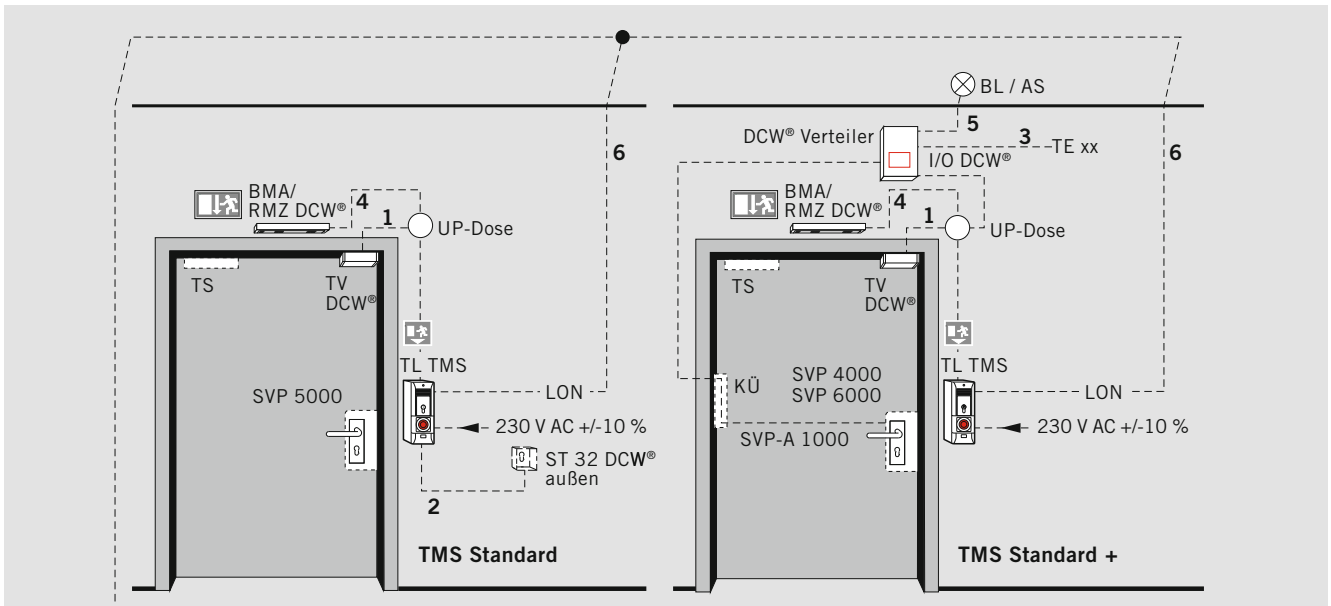 6
BMA/
RMZ DCW®
4
1
UP-Dose
TS
TV
DCW®
TL TMS
SVP 5000
LON
230 V AC +/-10 %
ST 32 DCW®
außen
2
TMS Standard
BL / AS
5
DCW® Verteiler
3
TE xx
I/O DCW®
6
BMA/
RMZ DCW®
4
1
UP-Dose
TS
TV
DCW®
TL TMS
KÜ
SVP 4000
SVP 6000
LON
230 V AC +/-10 %
SVP-A 1000
TMS Standard +